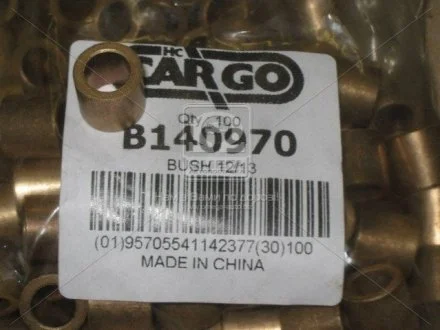 HC
CARGO
Qty 100
B140970
BUSH 12/13
(01)95705541142377(30)100
MADE IN CHINA